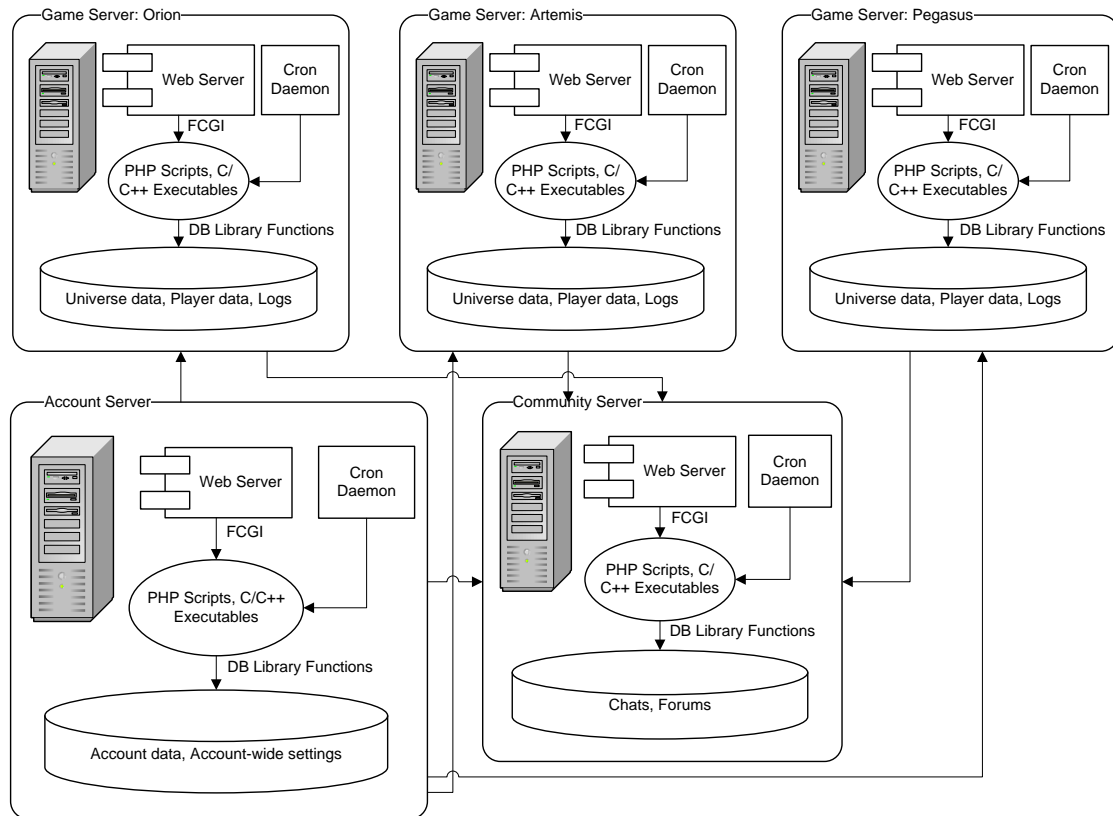 Game Server: Orion
Web Server
Cron
Daemon
FCGI
PHP Scripts, C/
C++ Executables
DB Library Functions
Universe data, Player data, Logs
Game Server: Artemis
Web Server
Cron
Daemon
FCGI
PHP Scripts, C/
C++ Executables
DB Library Functions
Universe data, Player data, Logs
Game Server: Pegasus
Web Server
Cron
Daemon
FCGI
PHP Scripts, C/
C++ Executables
DB Library Functions
Universe data, Player data, Logs
Account Server
Web Server
Cron
Daemon
FCGI
PHP Scripts, C/C++
Executables
DB Library Functions
Account data, Account-wide settings
Community Server
Web Server
Cron
Daemon
FCGI
PHP Scripts, C/
C++ Executables
DB Library Functions
Chats, Forums